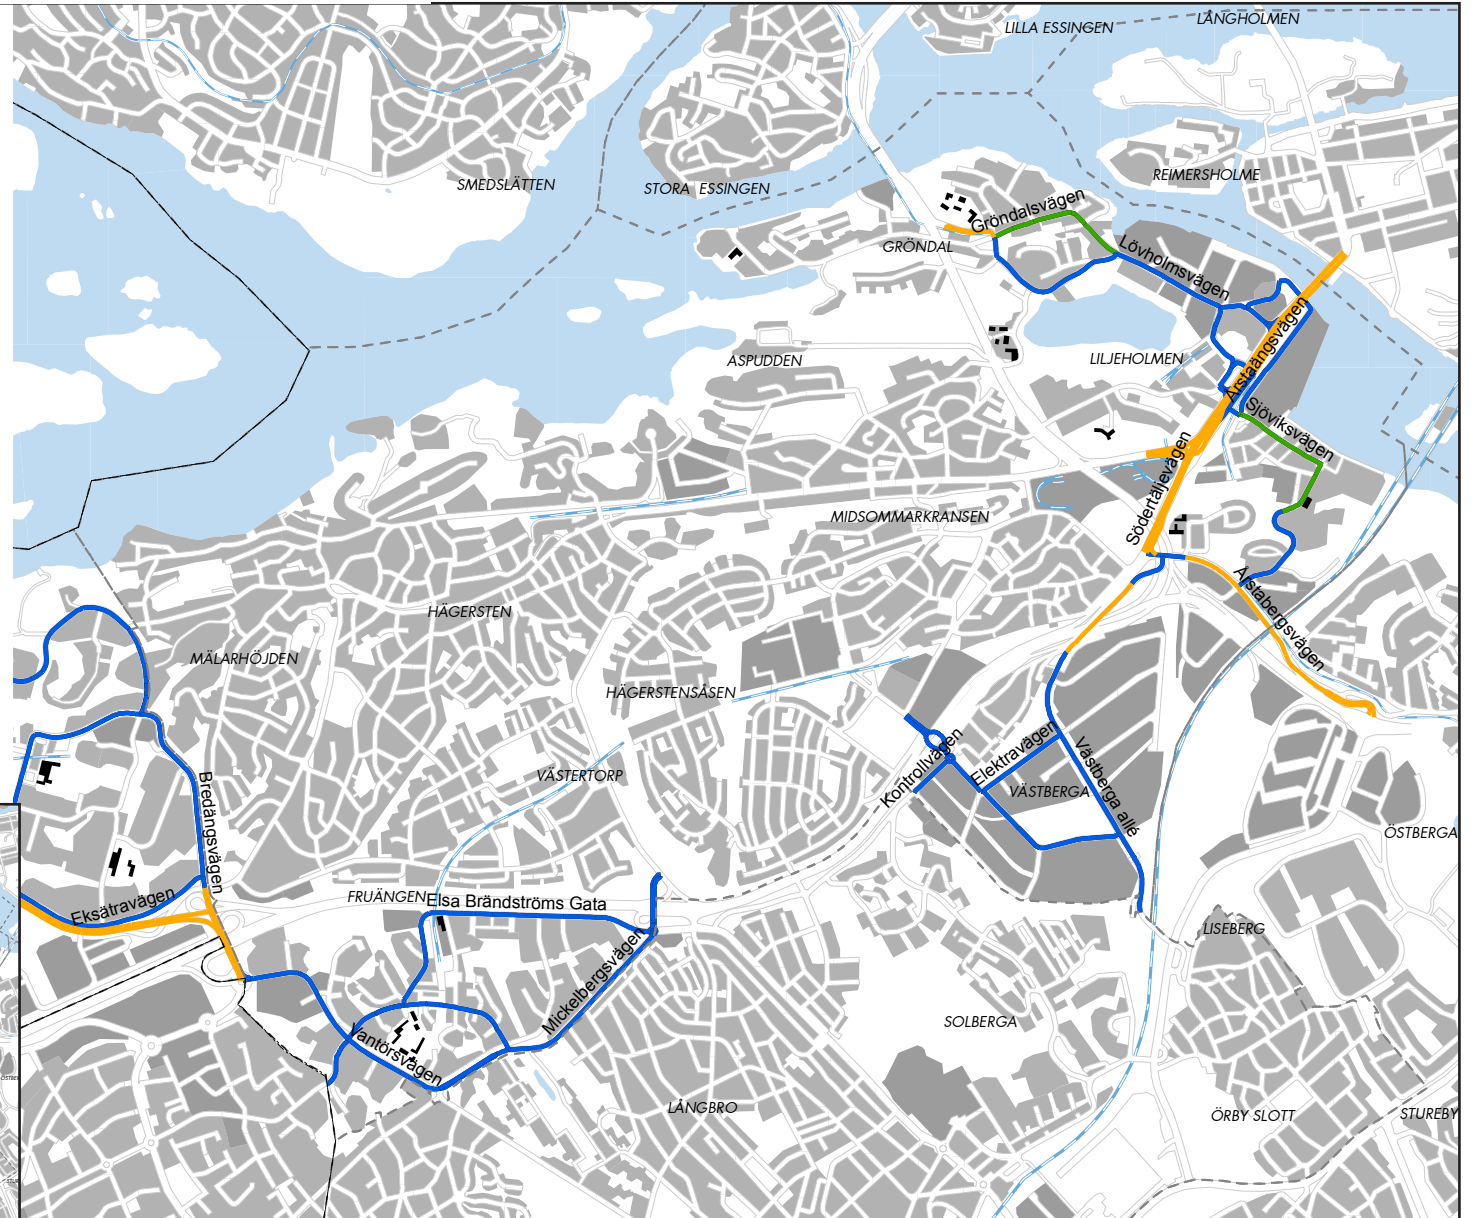 LILLA ESSINGEN
LÅNGHOLMEN
SMEDSLÄTTEN
STORA ESSINGEN
REIMERSHOLME
Gröndalsvägen
GRÖNDAL
Lövholmsvägen
Årstaängsvägen
ASPUDDEN
LILJEHOLMEN
Sjöviksvägen
Södertäljevägen
MIDSOMMARKRANSEN
Årstabergsvägen
HÄGERSTEN
MÄLARHÖJDEN
HÄGERSTENSÅSEN
VÄSTERTORP
Kontrollvägen
Elektravägen
Västberga allé
VÄSTBERGA
ÖSTBERGA
Bredängsvägen
Eksätravägen
FRUÄNGEN
Elsa Brändströms Gata
LISEBERG
Mickelbergsvägen
SOLBERGA
Vantörsvägen
LÅNGBRO
ÖRBY SLOTT
STUREBY